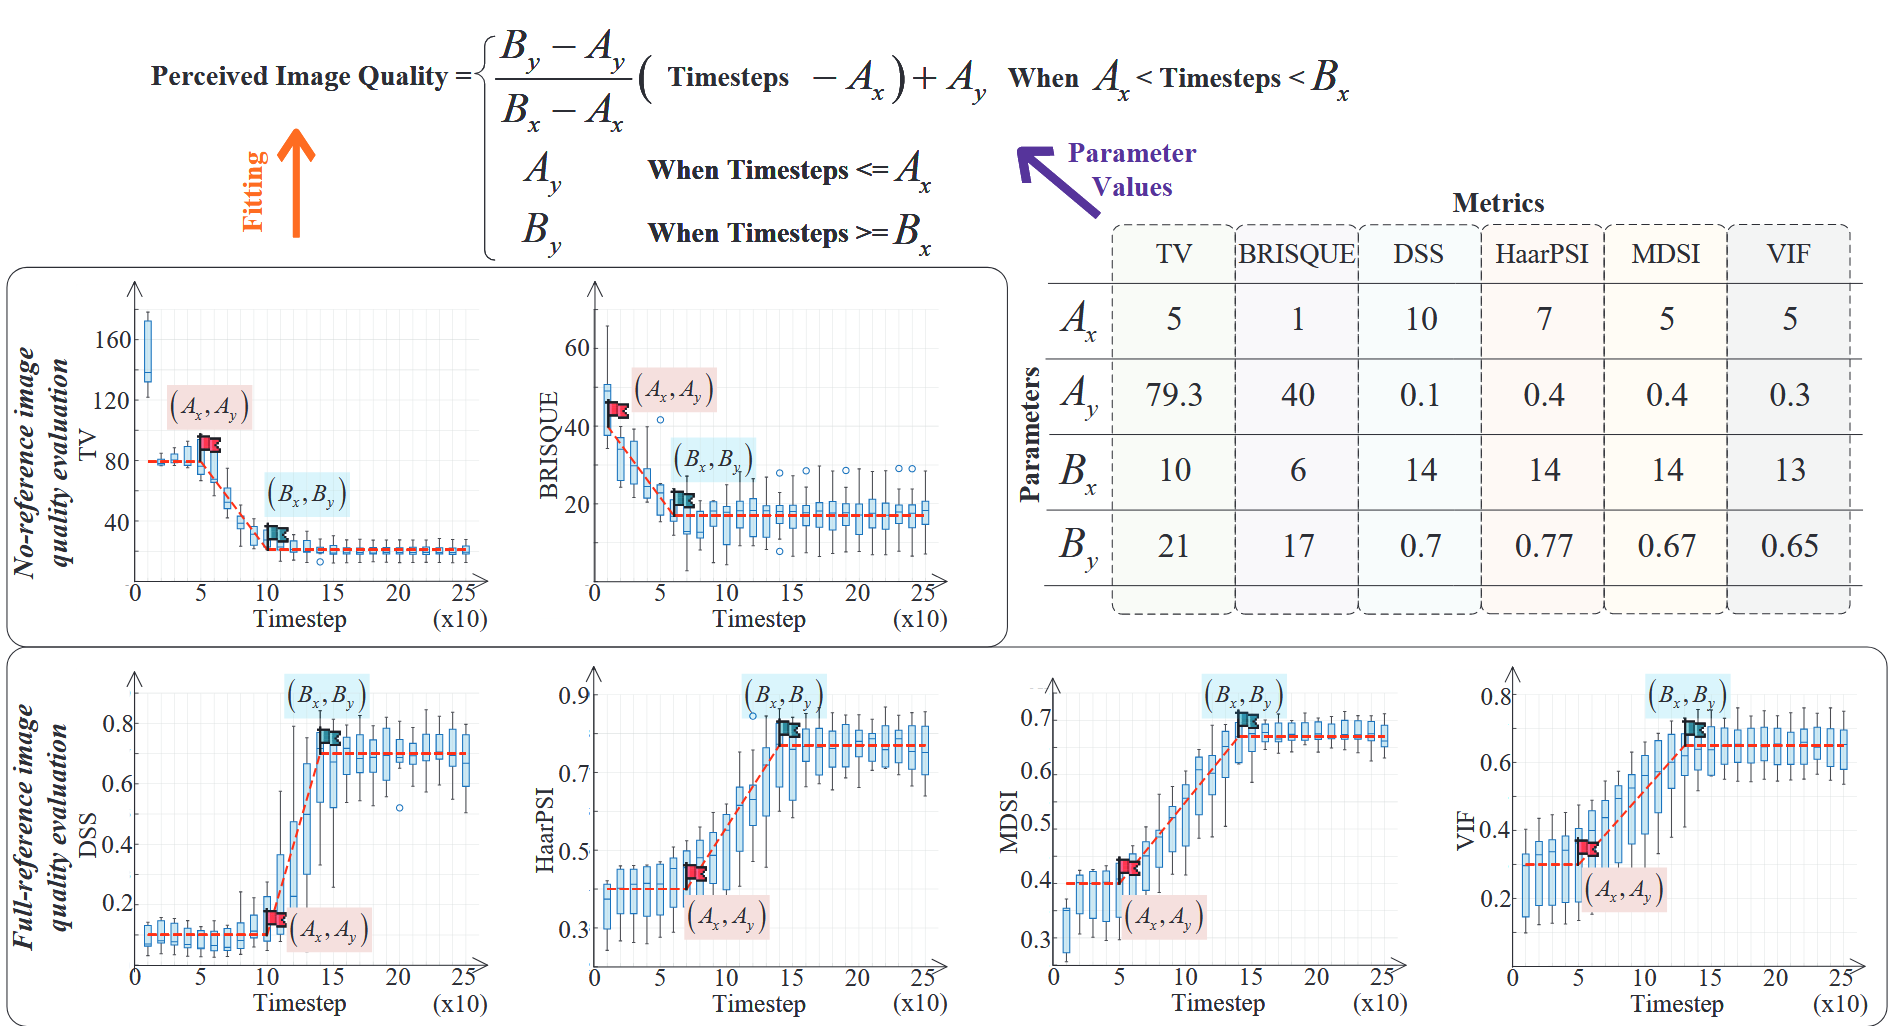 Perceived Image Quality =
B_y − A_y
B_x − A_x
( Timesteps − A_x ) + A_y When A_x < Timesteps < B_x
A_y When Timesteps <= A_x
B_y When Timesteps >= B_x
Fitting
Parameter
Values
Metrics
Parameters
TV BRISQUE DSS HaarPSI MDSI VIF
A_x 5 1 10 7 5 5
A_y 79.3 40 0.1 0.4 0.4 0.3
B_x 10 6 14 14 14 13
B_y 21 17 0.7 0.77 0.67 0.65
No-reference image
quality evaluation
TV
160
120
80
40
(A_x, A_y)
(B_x, B_y)
0 5 10 15 20 25
Timestep (x10)
BRISQUE
60
40
20
(A_x, A_y)
(B_x, B_y)
0 5 10 15 20 25
Timestep (x10)
Full-reference image
quality evaluation
DSS
0.8
0.6
0.4
0.2
(B_x, B_y)
(A_x, A_y)
0 5 10 15 20 25
Timestep (x10)
HaarPSI
0.9
0.7
0.5
0.3
(B_x, B_y)
(A_x, A_y)
0 5 10 15 20 25
Timestep (x10)
MDSI
0.7
0.6
0.5
0.4
0.3
(B_x, B_y)
(A_x, A_y)
0 5 10 15 20 25
Timestep (x10)
VIF
0.8
0.6
0.4
0.2
(B_x, B_y)
(A_x, A_y)
0 5 10 15 20 25
Timestep (x10)